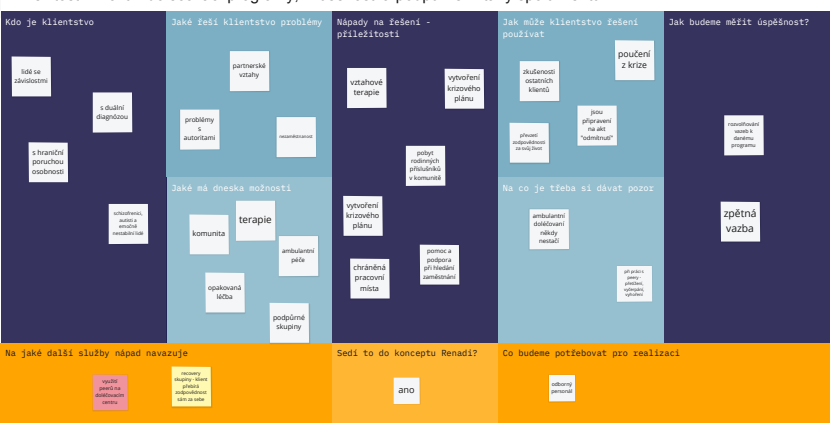 Kdo je klientstvo
lidé se
závislostmi
s duální
diagnózou
s hraniční
poruchou
osobnosti
schizofrenici,
autisti a
emočně
nestabilní lidé
Jaké řeší klientstvo problémy
partnerské
vztahy
problémy
s
autoritami
nezaměstnanost
Jaké má dneska možnosti
komunita
terapie
ambulantní
péče
opakovaná
léčba
podpůrné
skupiny
Nápady na řešení -
příležitosti
vztahové
terapie
vytvoření
krizového
plánu
pobyt
rodinných
příslušníků
v komunitě
vytvoření
krizového
plánu
chráněná
pracovní
místa
pomoc a
podpora
při hledání
zaměstnání
Jak může klientstvo řešení
používat
zkušenosti
ostatních
klientů
poučení
z krize
převzetí
zodpovědnosti
za svůj život
jsou
připravení
na akt
"odmítnutí"
Na co je třeba si dávat pozor
ambulantní
doléčovaní
někdy
nestačí
při práci s
peery -
přetížení,
vyčerpání,
vyhoření
Jak budeme měřit úspěšnost?
rozvolňování
vazeb k
danému
programu
zpětná
vazba
Na jaké další služby nápad navazuje
využití
peerů na
doléčovacím
centru
recovery
skupiny - klient
přebírá
zodpovědnost
sám za sebe
Sedí to do konceptu Renadi?
ano
Co budeme potřebovat pro realizaci
odborný
personál